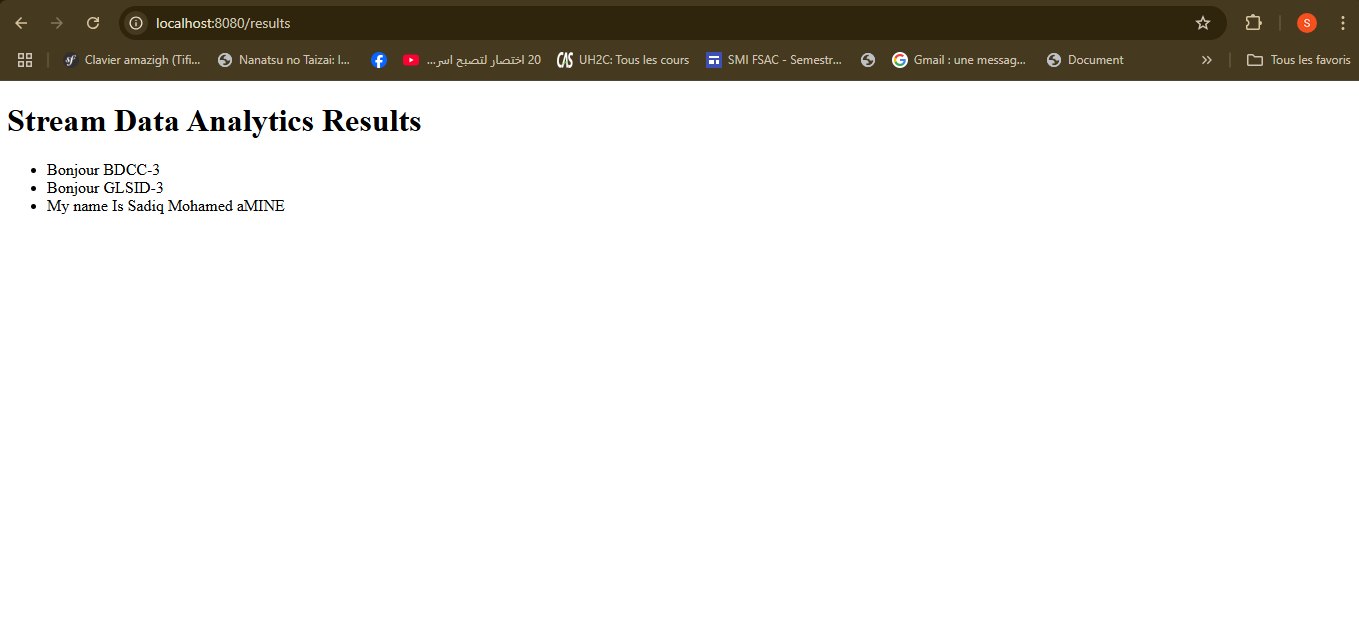 localhost:8080/results
Clavier amazigh (Tifi... Nanatsu no Taizai: I... 20 اختصار لتصبح اسر... UH2C: Tous les cours SMI FSAC - Semestr... Gmail : une messag... Document Tous les favoris
Stream Data Analytics Results
Bonjour BDCC-3
Bonjour GLSID-3
My name Is Sadiq Mohamed aMINE
S